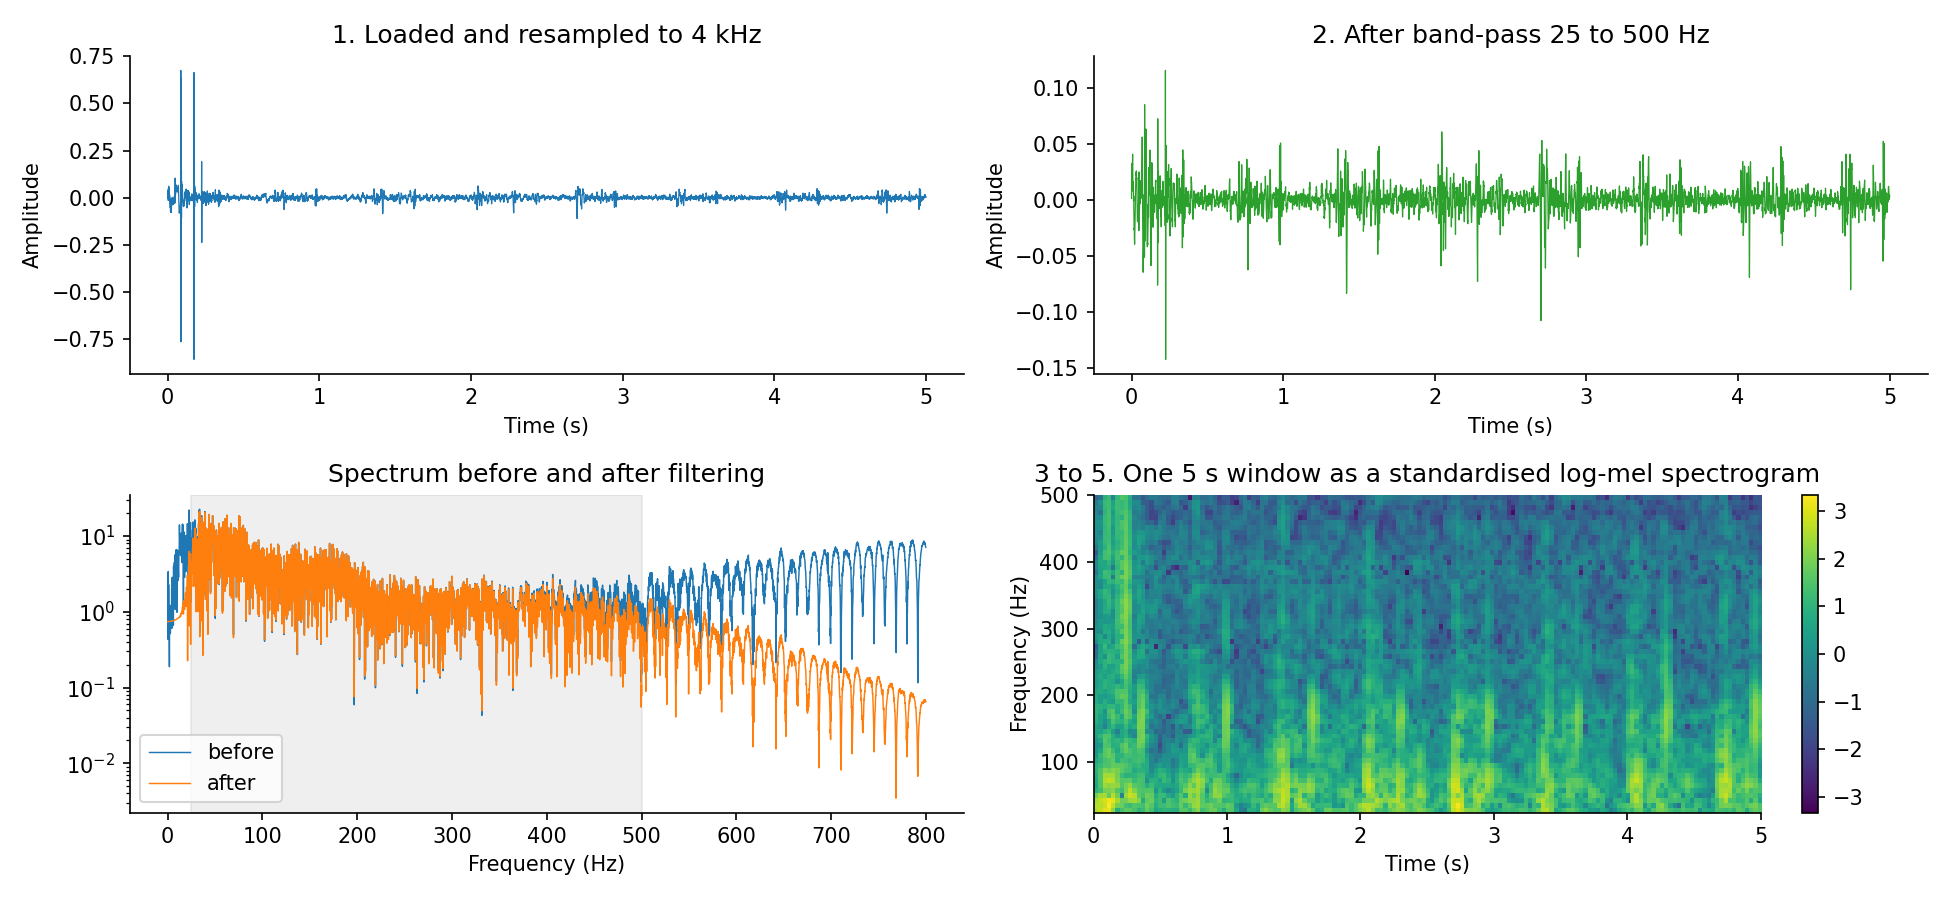 1. Loaded and resampled to 4 kHz
0.75
0.50
0.25
0.00
−0.25
−0.50
−0.75
Amplitude
0 1 2 3 4 5
Time (s)
2. After band-pass 25 to 500 Hz
0.10
0.05
0.00
−0.05
−0.10
−0.15
Amplitude
0 1 2 3 4 5
Time (s)
Spectrum before and after filtering
10¹
10⁰
10⁻¹
10⁻²
before
after
0 100 200 300 400 500 600 700 800
Frequency (Hz)
3 to 5. One 5 s window as a standardised log-mel spectrogram
500
400
300
200
100
Frequency (Hz)
0 1 2 3 4 5
Time (s)
3
2
1
0
−1
−2
−3